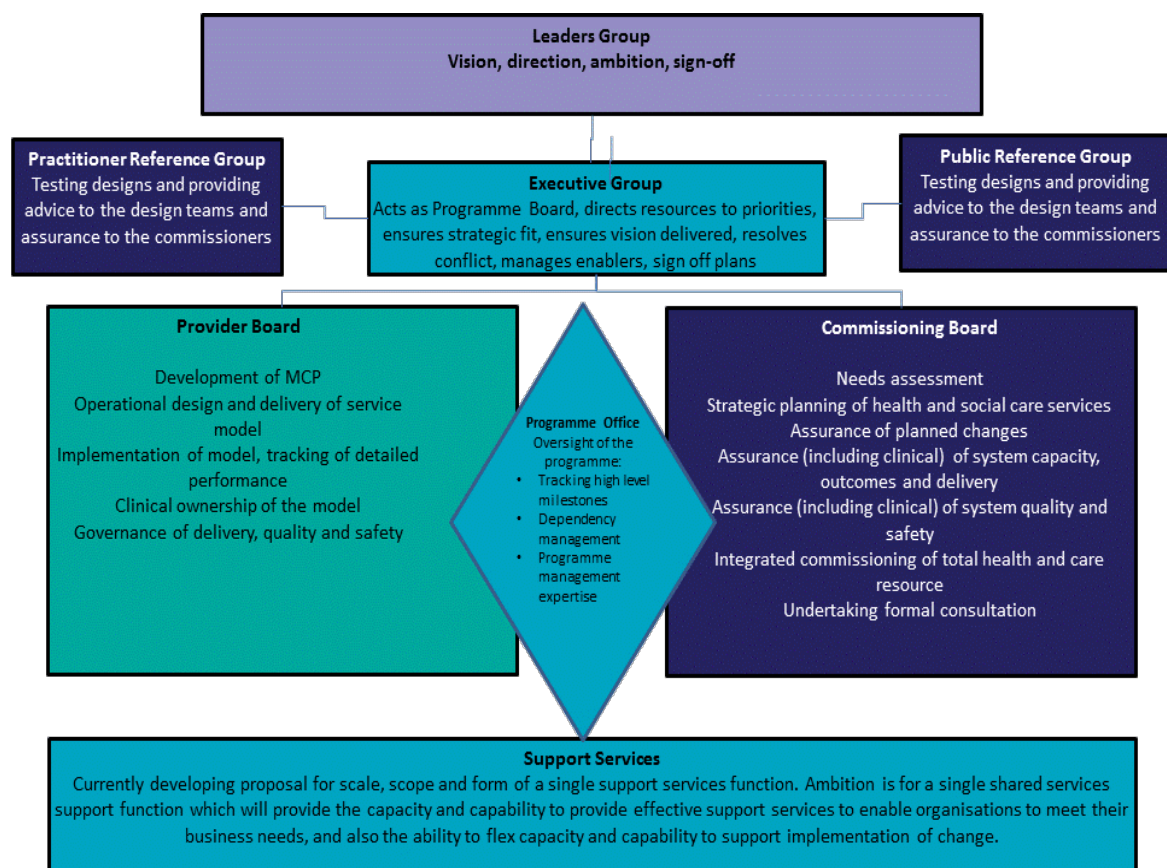 Leaders Group
Vision, direction, ambition, sign-off
Practitioner Reference Group
Testing designs and providing
advice to the design teams and
assurance to the commissioners
Executive Group
Acts as Programme Board, directs resources to priorities,
ensures strategic fit, ensures vision delivered, resolves
conflict, manages enablers, sign off plans
Public Reference Group
Testing designs and providing
advice to the design teams and
assurance to the commissioners
Provider Board
Development of MCP
Operational design and delivery of service
model
Implementation of model, tracking of detailed
performance
Clinical ownership of the model
Governance of delivery, quality and safety
Programme Office
Oversight of the
programme:
• Tracking high level
milestones
• Dependency
management
• Programme
management
expertise
Commissioning Board
Needs assessment
Strategic planning of health and social care services
Assurance of planned changes
Assurance (including clinical) of system capacity,
outcomes and delivery
Assurance (including clinical) of system quality and
safety
Integrated commissioning of total health and care
resource
Undertaking formal consultation
Support Services
Currently developing proposal for scale, scope and form of a single support services function. Ambition is for a single shared services
support function which will provide the capacity and capability to provide effective support services to enable organisations to meet their
business needs, and also the ability to flex capacity and capability to support implementation of change.